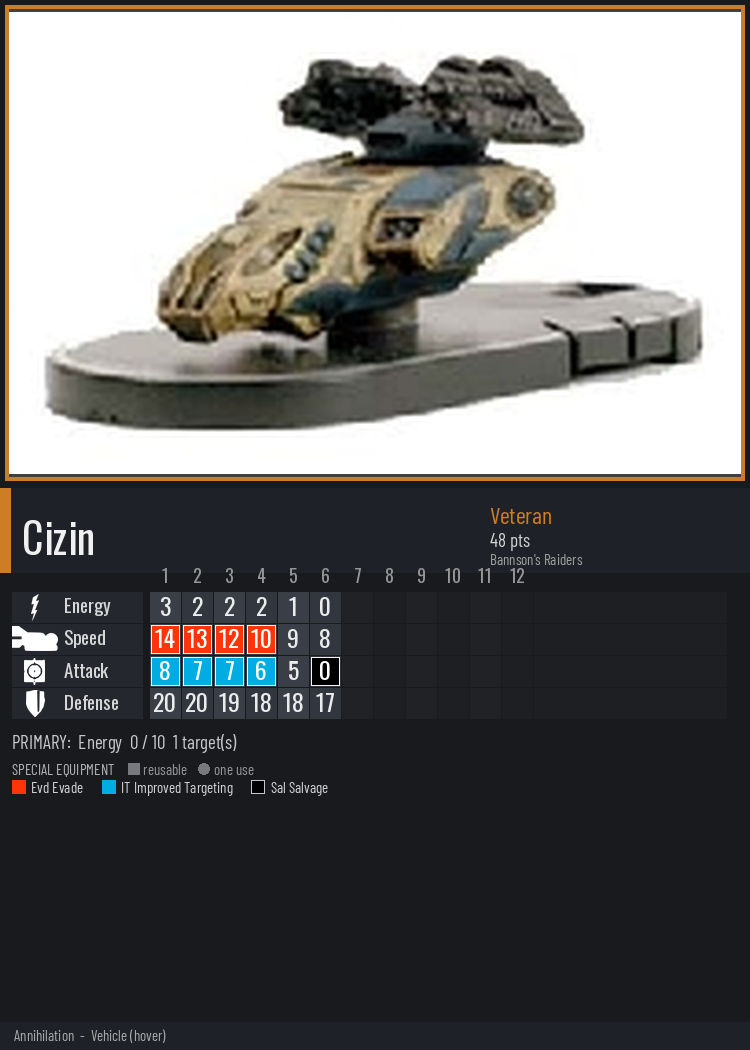 Cizin
Veteran
48 pts
Bannson's Raiders
1 2 3 4 5 6 7 8 9 10 11 12
Energy 3 2 2 2 1 0
Speed 14 13 12 10 9 8
Attack 8 7 7 6 5 0
Defense 20 20 19 18 18 17
PRIMARY: Energy 0 / 10 1 target(s)
SPECIAL EQUIPMENT reusable one use
Evd Evade IT Improved Targeting Sal Salvage
Annihilation - Vehicle (hover)